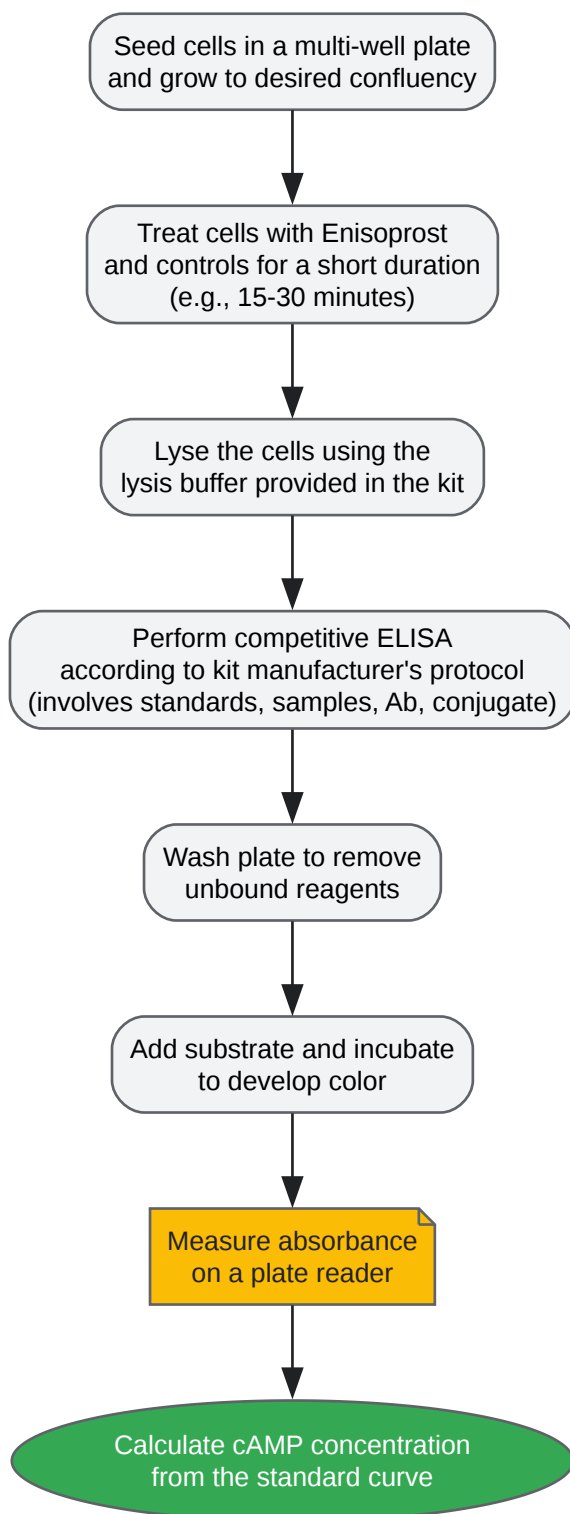 Seed cells in a multi-well plate
and grow to desired confluency
Treat cells with Enisoprost
and controls for a short duration
(e.g., 15-30 minutes)
Lyse the cells using the
lysis buffer provided in the kit
Perform competitive ELISA
according to kit manufacturer's protocol
(involves standards, samples, Ab, conjugate)
Wash plate to remove
unbound reagents
Add substrate and incubate
to develop color
Measure absorbance
on a plate reader
Calculate cAMP concentration
from the standard curve